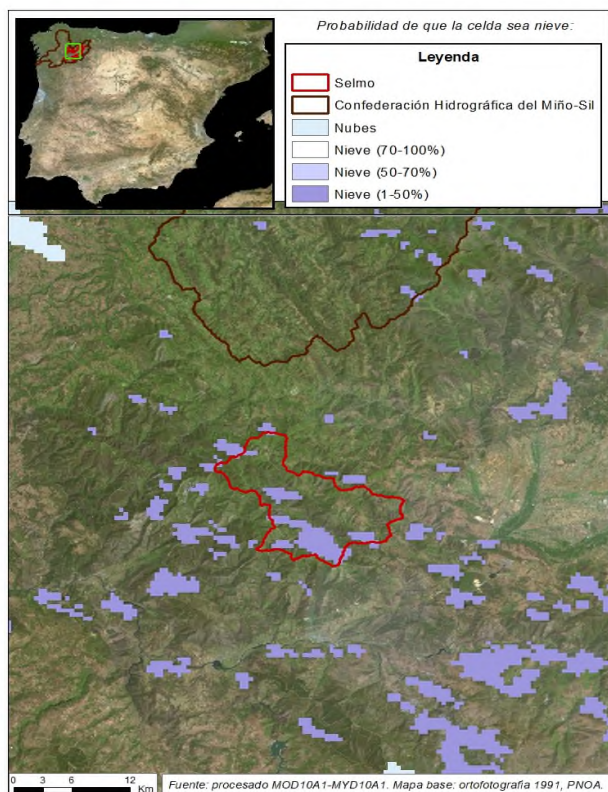 Probabilidad de que la celda sea nieve:
Leyenda
Selmo
Confederación Hidrográfica del Miño-Sil
Nubes
Nieve (70-100%)
Nieve (50-70%)
Nieve (1-50%)
0 3 6 12
Km
Fuente: procesado MOD10A1-MYD10A1. Mapa base: ortofotografía 1991, PNOA.